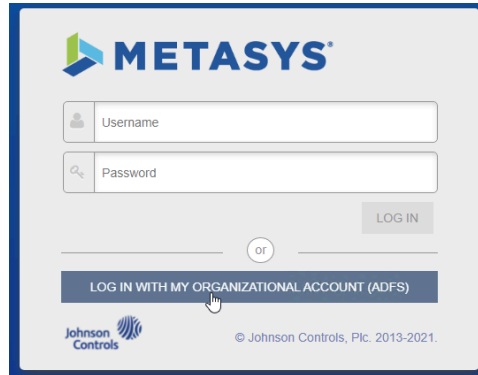 METASYS®
Username
Password
LOG IN
or
LOG IN WITH MY ORGANIZATIONAL ACCOUNT (ADFS)
Johnson
Controls
© Johnson Controls, Plc. 2013-2021.